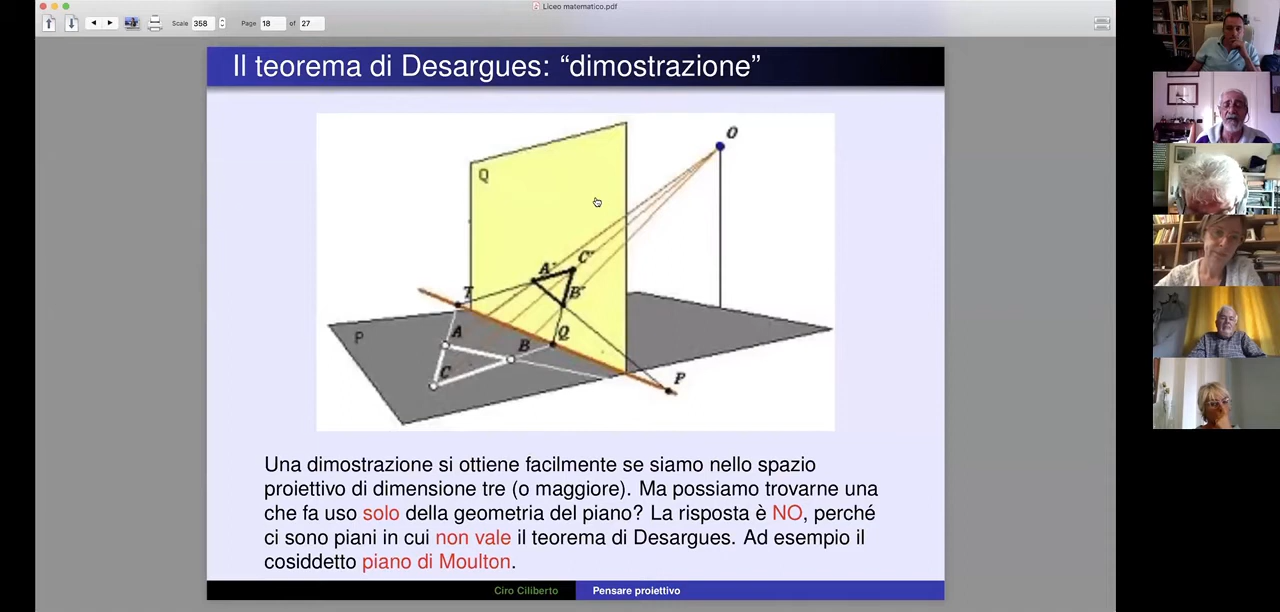 Liceo matematico.pdf
Scale 358 Page 18 of 27
Il teorema di Desargues: “dimostrazione”
O
Q
A'
C'
B'
T
Q
P
A
B
C
P
Una dimostrazione si ottiene facilmente se siamo nello spazio
proiettivo di dimensione tre (o maggiore). Ma possiamo trovarne una
che fa uso solo della geometria del piano? La risposta è NO, perché
ci sono piani in cui non vale il teorema di Desargues. Ad esempio il
cosiddetto piano di Moulton.
Ciro Ciliberto Pensare proiettivo